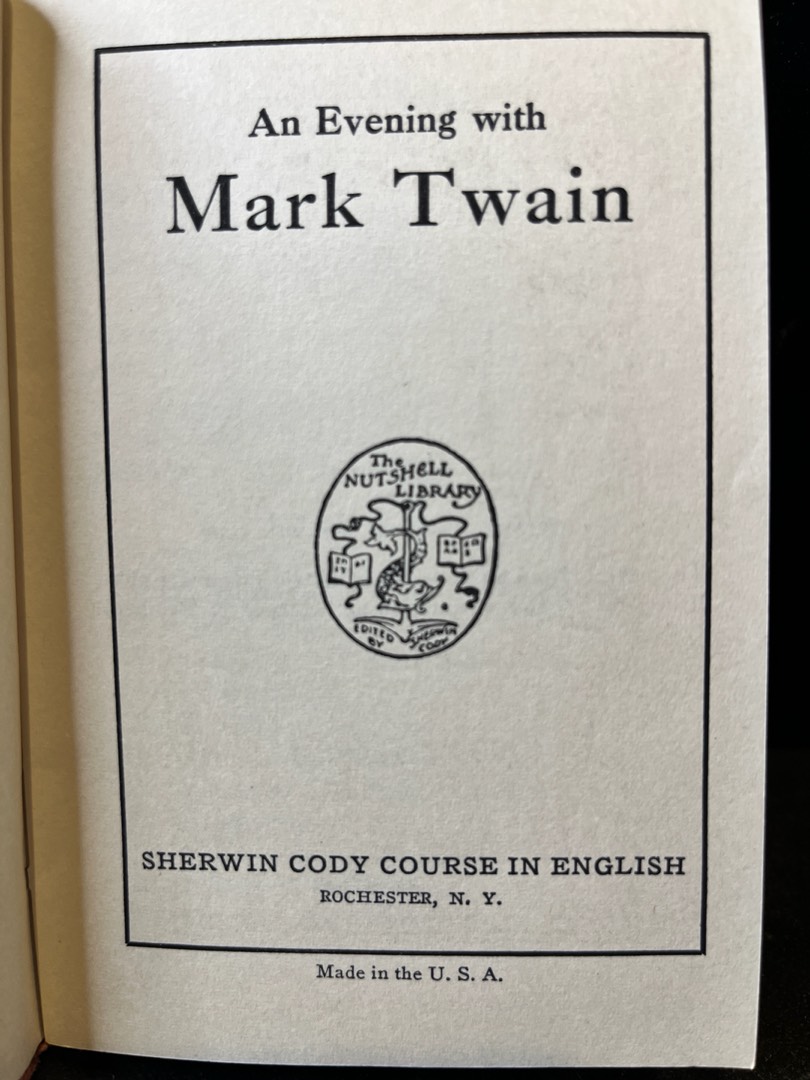 An Evening with
Mark Twain
The
NUTSHELL
LIBRARY
EDITED SHERWIN
BY CODY
SHERWIN CODY COURSE IN ENGLISH
ROCHESTER, N. Y.
Made in the U. S. A.